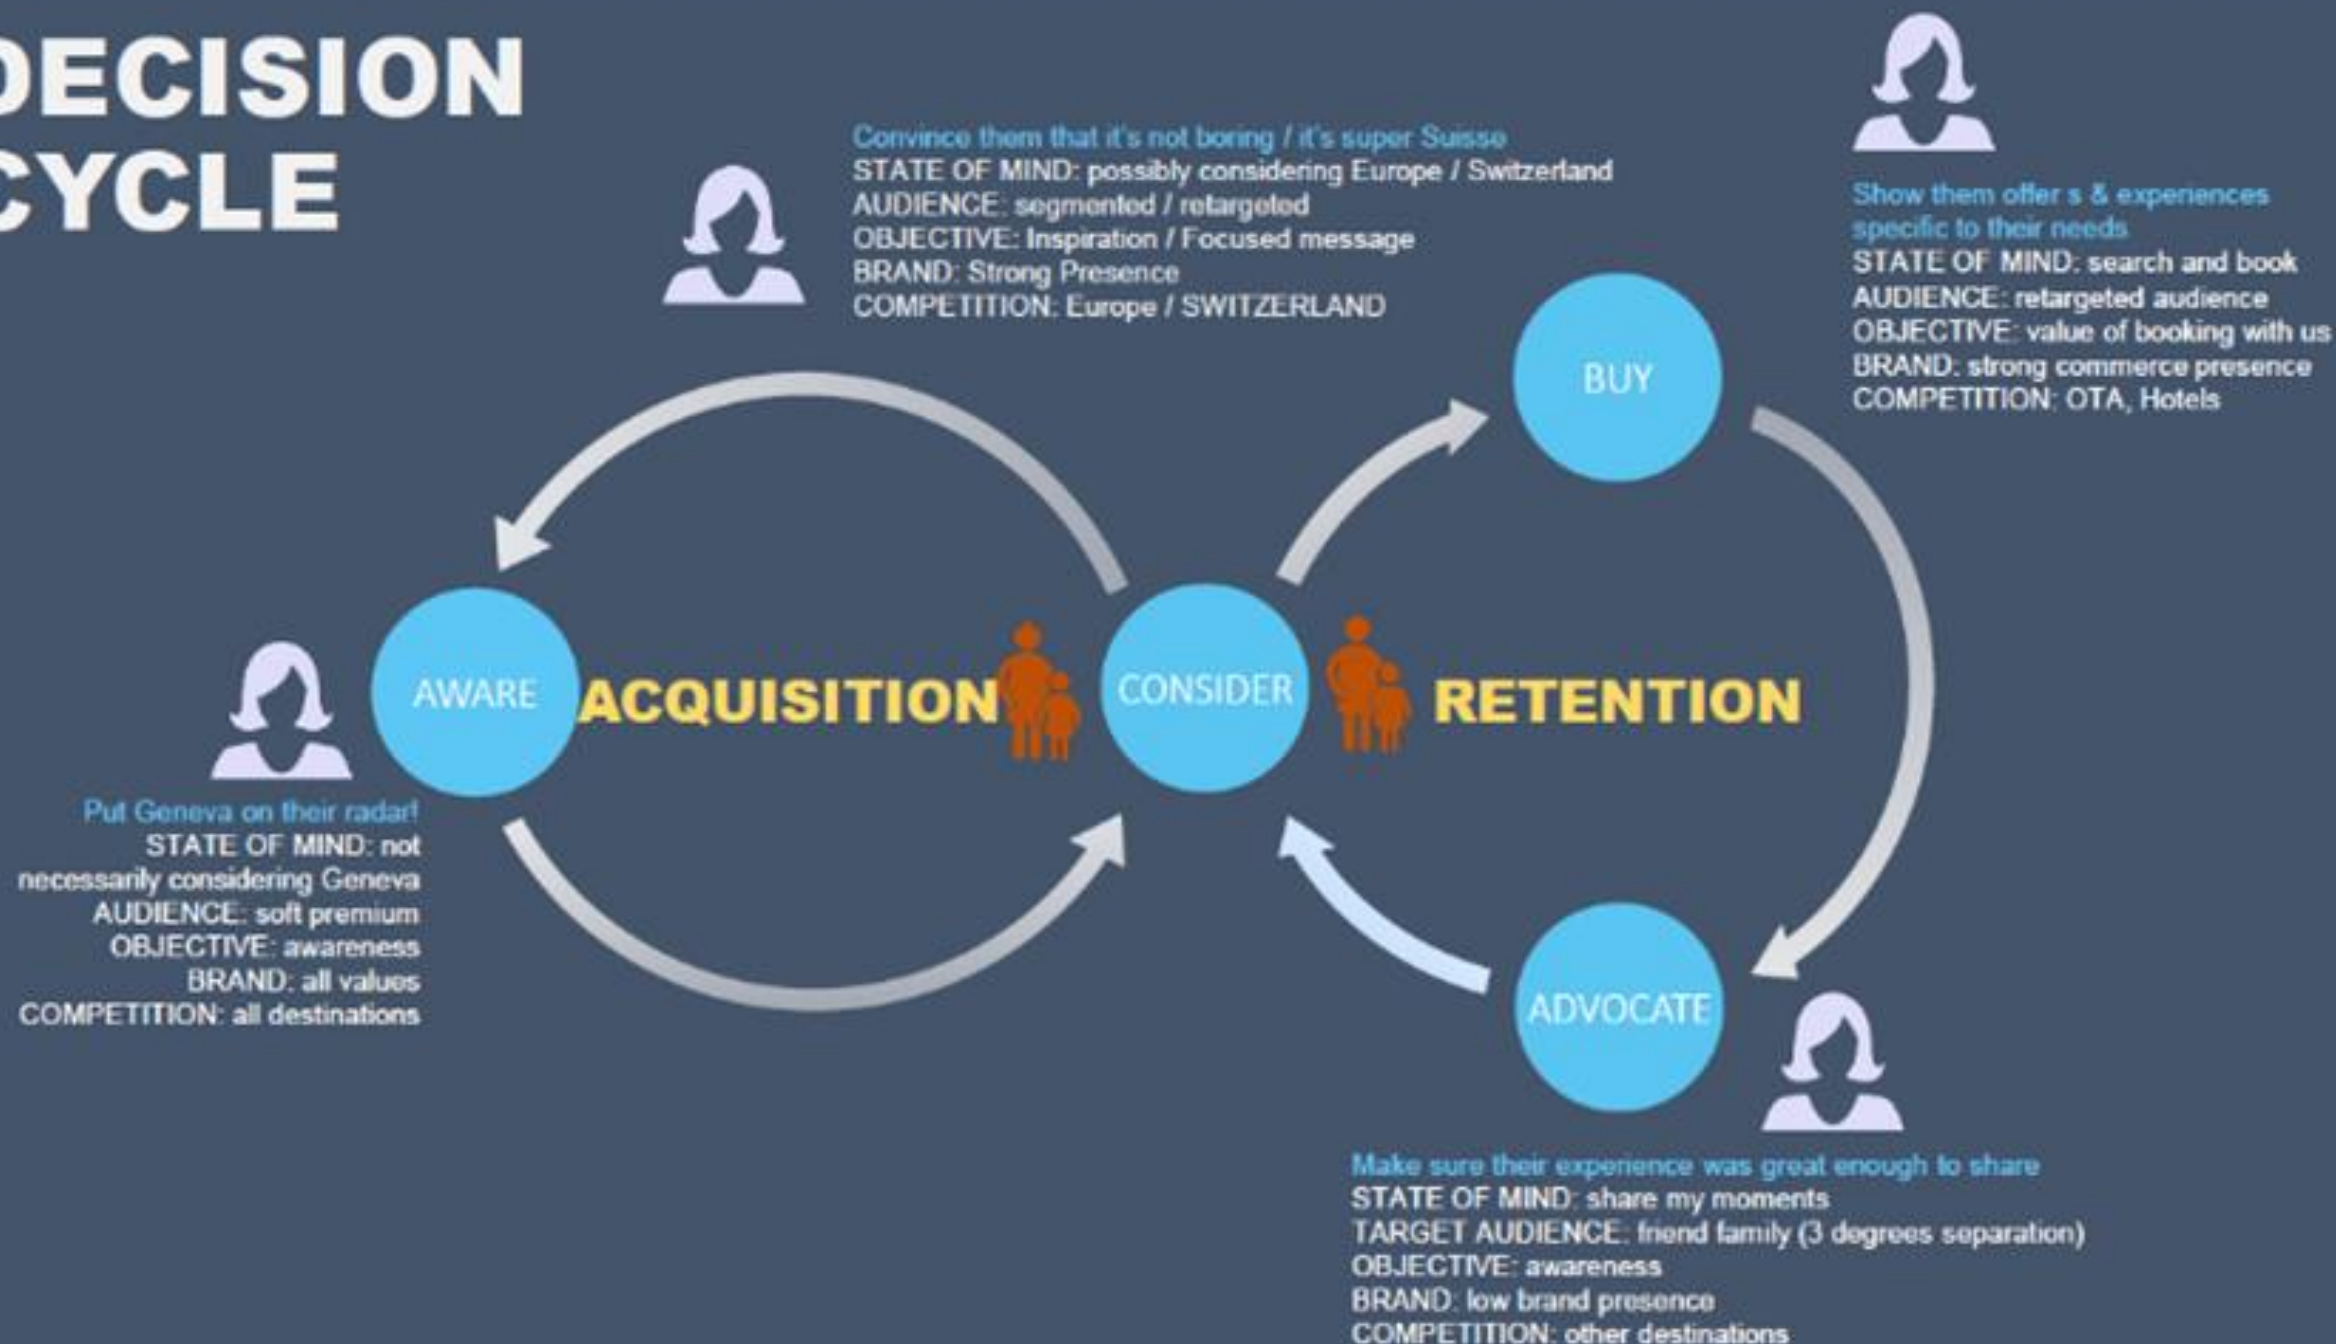 DECISION
CYCLE
Convince them that it's not boring / it's super Suisse
STATE OF MIND: possibly considering Europe / Switzerland
AUDIENCE: segmented / retargeted
OBJECTIVE: Inspiration / Focused message
BRAND: Strong Presence
COMPETITION: Europe / SWITZERLAND
Show them offer s & experiences
specific to their needs
STATE OF MIND: search and book
AUDIENCE: retargeted audience
OBJECTIVE: value of booking with us
BRAND: strong commerce presence
COMPETITION: OTA, Hotels
BUY
AWARE
ACQUISITION
CONSIDER
RETENTION
Put Geneva on their radar!
STATE OF MIND: not
necessarily considering Geneva
AUDIENCE: soft premium
OBJECTIVE: awareness
BRAND: all values
COMPETITION: all destinations
ADVOCATE
Make sure their experience was great enough to share
STATE OF MIND: share my moments
TARGET AUDIENCE: friend family (3 degrees separation)
OBJECTIVE: awareness
BRAND: low brand presence
COMPETITION: other destinations